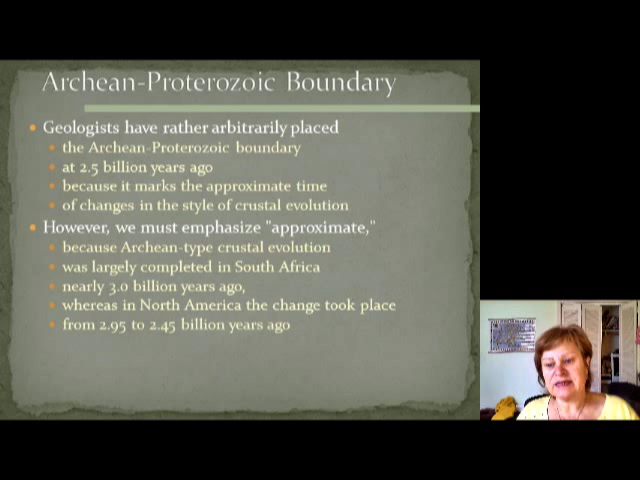 Archean-Proterozoic Boundary
Geologists have rather arbitrarily placed
the Archean-Proterozoic boundary
at 2.5 billion years ago
because it marks the approximate time
of changes in the style of crustal evolution
However, we must emphasize "approximate,"
because Archean-type crustal evolution
was largely completed in South Africa
nearly 3.0 billion years ago,
whereas in North America the change took place
from 2.95 to 2.45 billion years ago